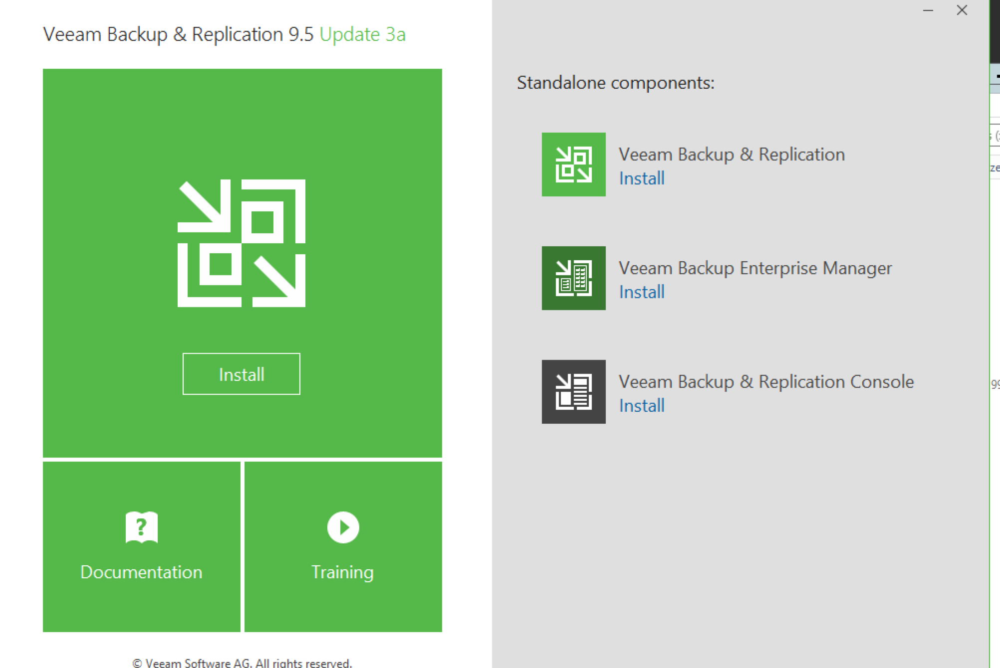 Veeam Backup & Replication 9.5 Update 3a
Install
Documentation
Training
© Veeam Software AG. All rights reserved.
Standalone components:
Veeam Backup & Replication
Install
Veeam Backup Enterprise Manager
Install
Veeam Backup & Replication Console
Install